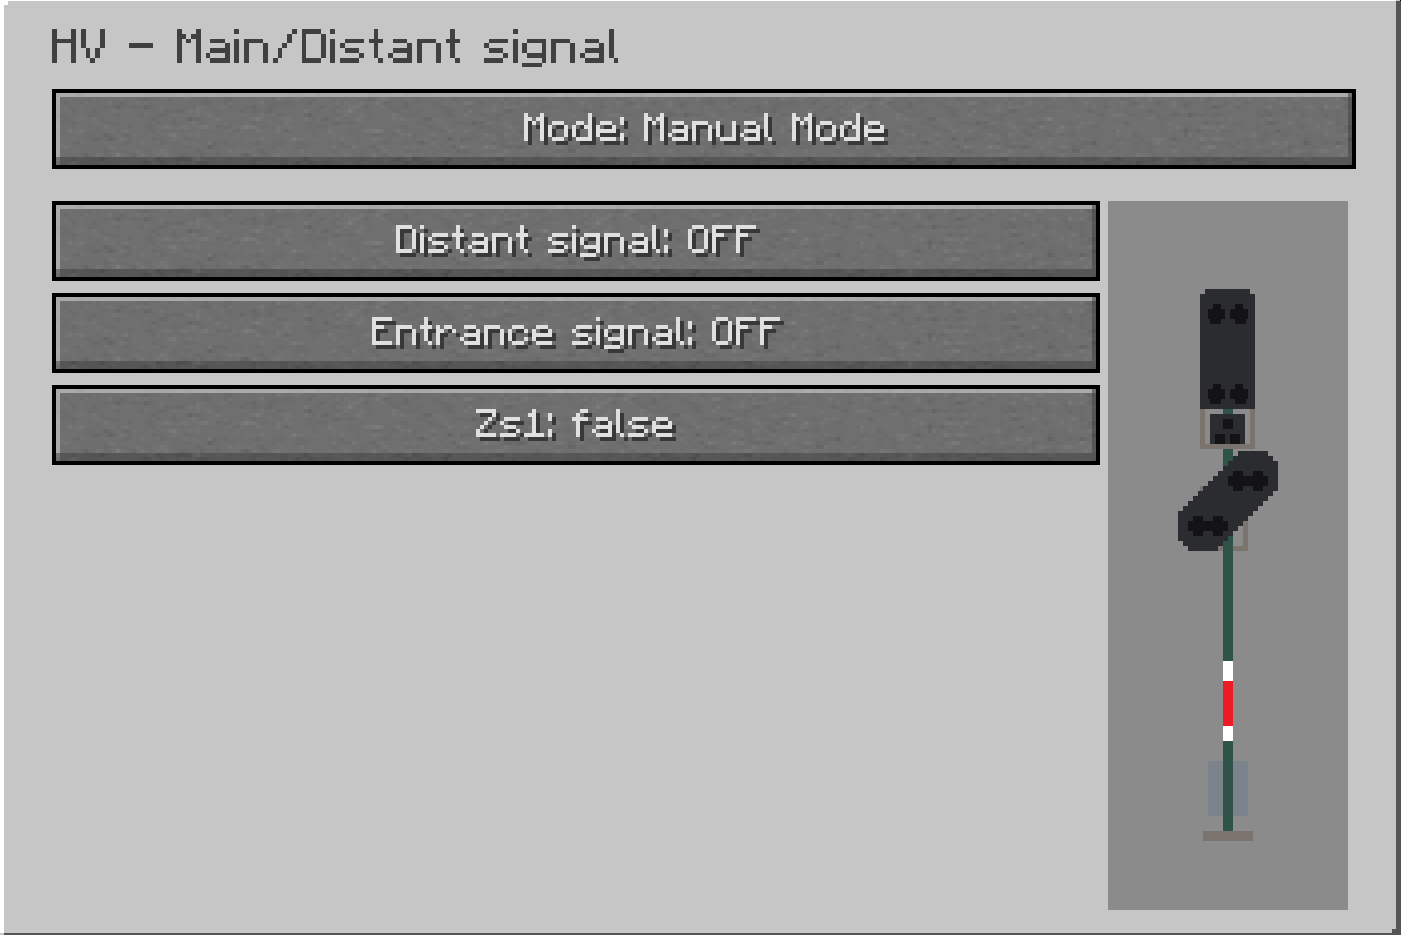 HV - Main/Distant signal
Mode: Manual Mode
Distant signal: OFF
Entrance signal: OFF
Zs1: false